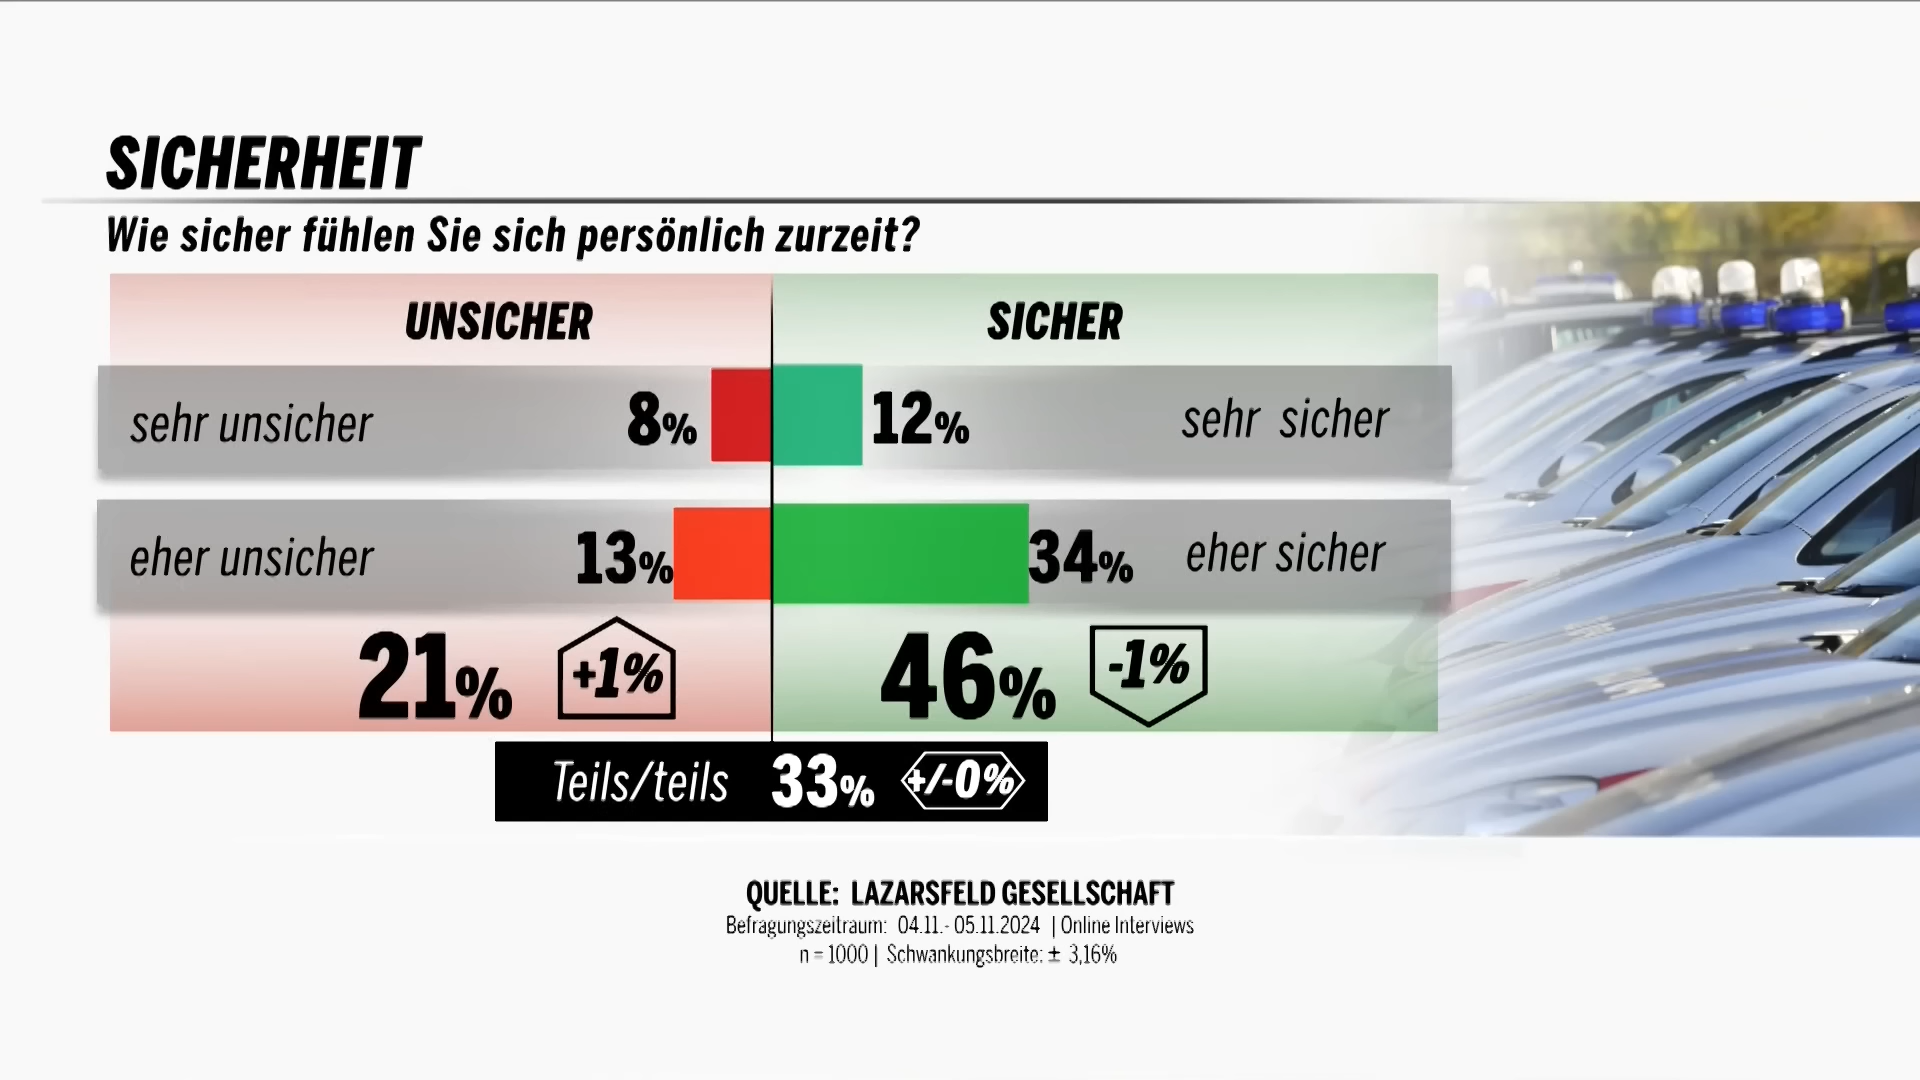 SICHERHEIT
Wie sicher fühlen Sie sich persönlich zurzeit?
UNSICHER SICHER
sehr unsicher 8% 12% sehr sicher
eher unsicher 13% 34% eher sicher
21% +1% 46% -1%
Teils/teils 33% +/-0%
QUELLE: LAZARSFELD GESELLSCHAFT
Befragungszeitraum: 04.11.- 05.11.2024 | Online Interviews
n = 1000 | Schwankungsbreite: ± 3,16%